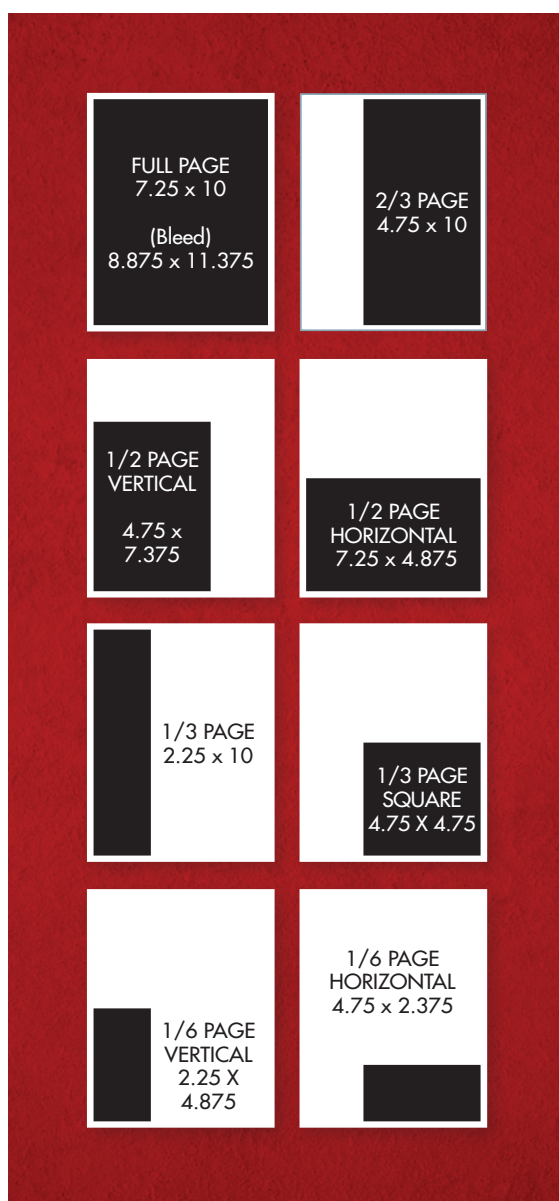 FULL PAGE
7.25 x 10
(Bleed)
8.875 x 11.375
2/3 PAGE
4.75 x 10
1/2 PAGE
VERTICAL
4.75 x
7.375
1/2 PAGE
HORIZONTAL
7.25 x 4.875
1/3 PAGE
2.25 x 10
1/3 PAGE
SQUARE
4.75 X 4.75
1/6 PAGE
VERTICAL
2.25 X
4.875
1/6 PAGE
HORIZONTAL
4.75 x 2.375